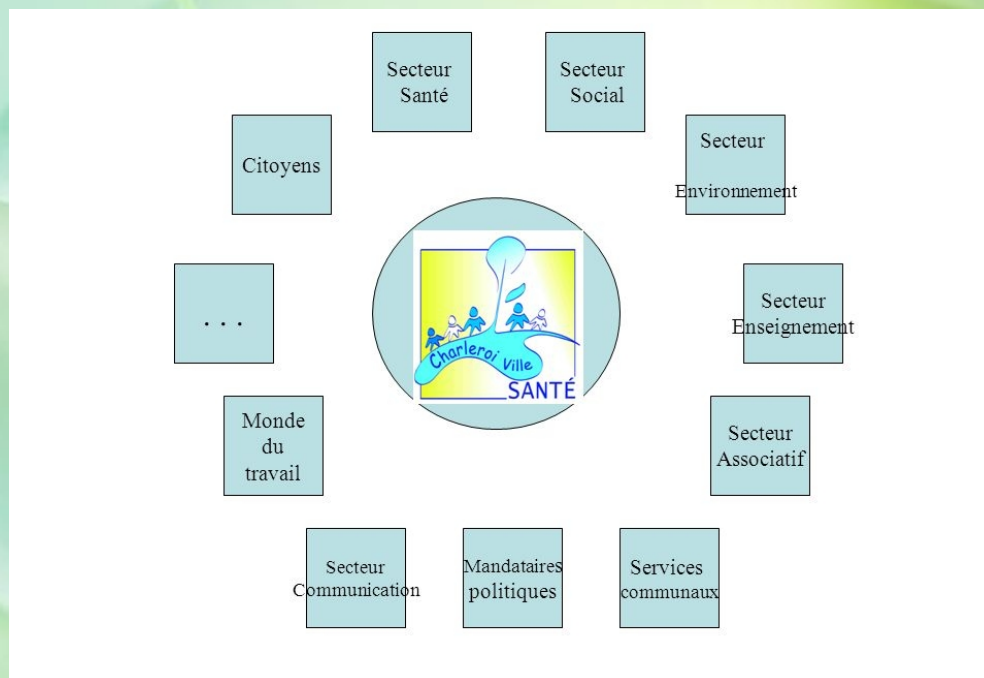 Secteur
Santé
Secteur
Social
Citoyens
Secteur
Environnement
. . .
Charleroi Ville
SANTÉ
Secteur
Enseignement
Monde
du
travail
Secteur
Associatif
Secteur
Communication
Mandataires
politiques
Services
communaux